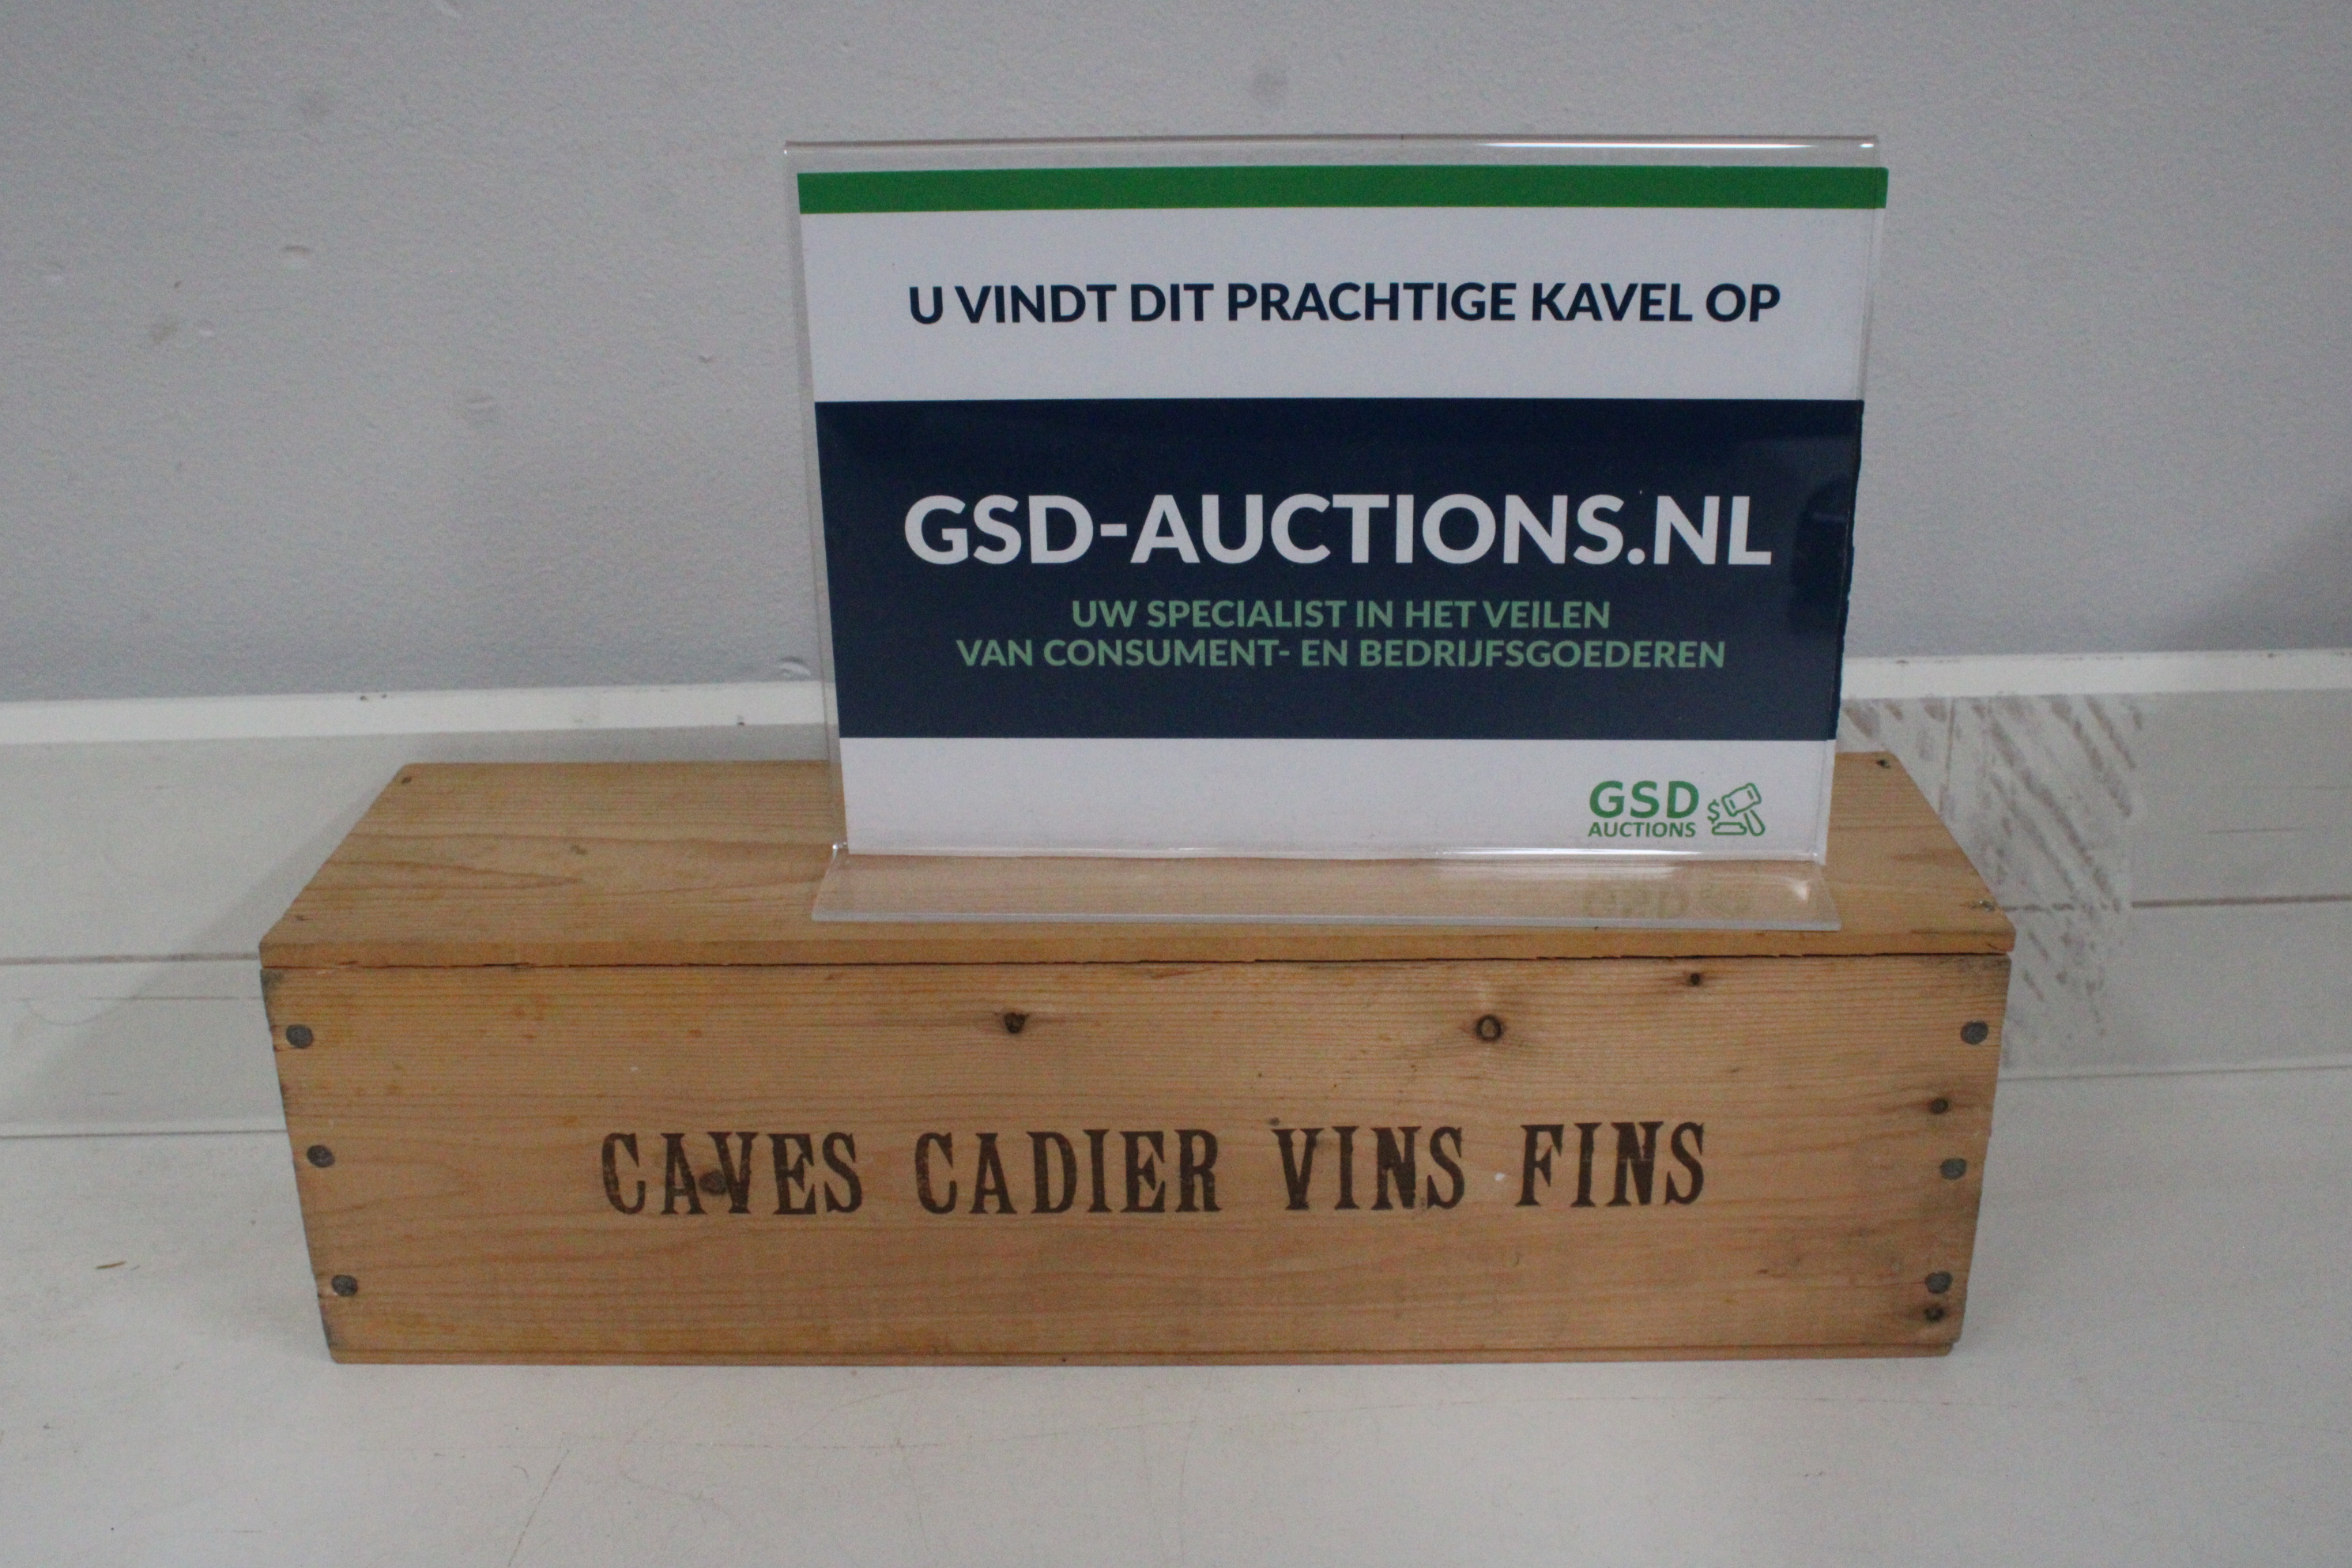 U VINDT DIT PRACHTIGE KAVEL OP
GSD-AUCTIONS.NL
UW SPECIALIST IN HET VEILEN
VAN CONSUMENT- EN BEDRIJFSGOEDEREN
GSD
AUCTIONS
CAVES CADIER VINS FINS